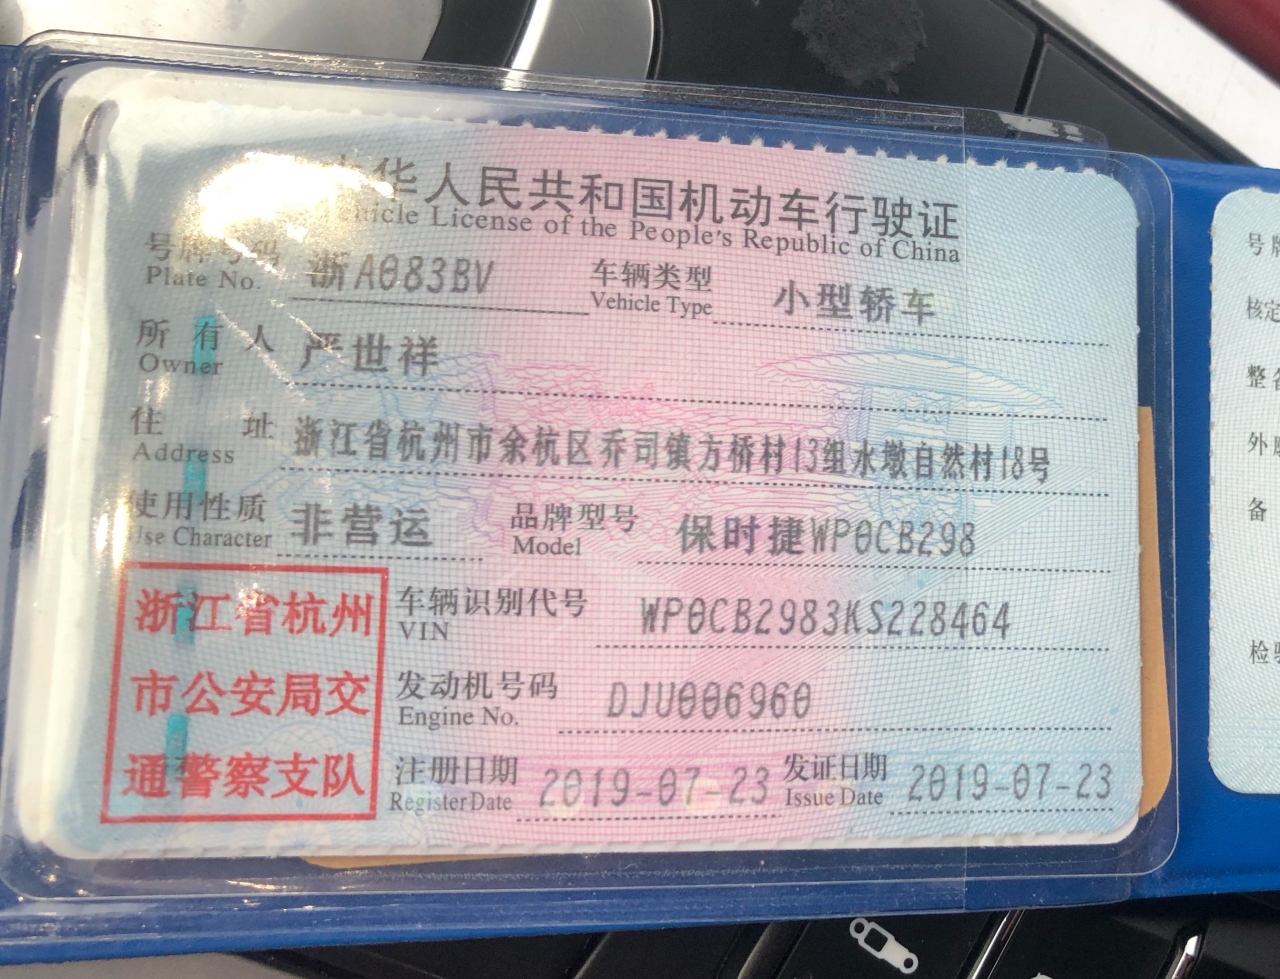 中华人民共和国机动车行驶证
Vehicle License of the People's Republic of China
号牌号码 浙A083BV 车辆类型 小型轿车
Plate No. Vehicle Type
所有人 严世祥
Owner
住址 浙江省杭州市余杭区乔司镇方桥村13组水墩自然村18号
Address
使用性质 非营运 品牌型号 保时捷WP0CB298
Use Character Model
浙江省杭州
市公安局交
通警察支队
车辆识别代号 WP0CB2983KS228464
VIN
发动机号码 DJU006960
Engine No.
注册日期 2019-07-23 发证日期 2019-07-23
Register Date Issue Date
号牌
核定
整
外
备
检验